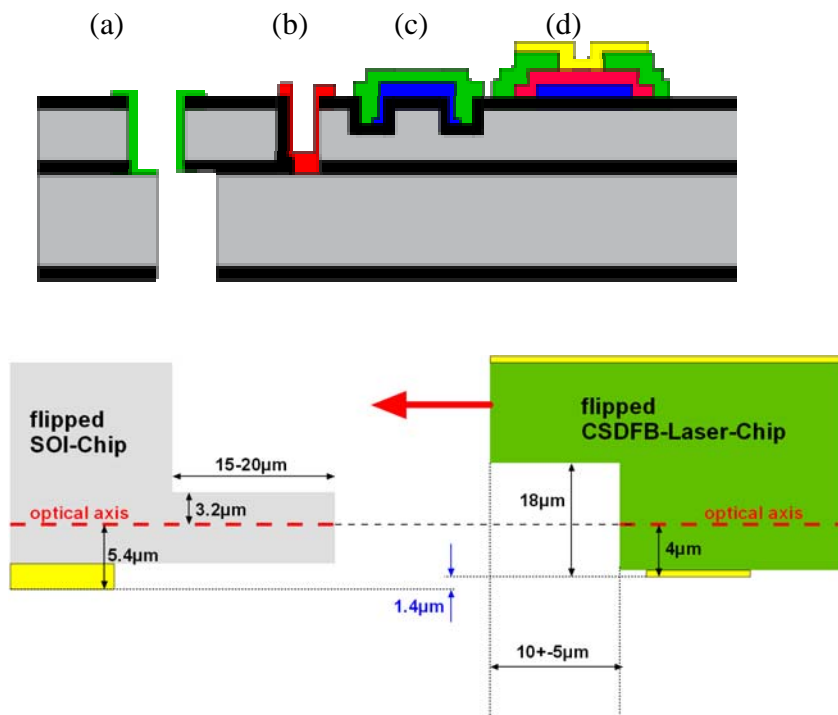 (a)
(b)
(c)
(d)
flipped
SOI-Chip
15-20µm
3.2µm
optical axis
5.4µm
1.4µm
flipped
CSDFB-Laser-Chip
18µm
optical axis
4µm
10+-5µm